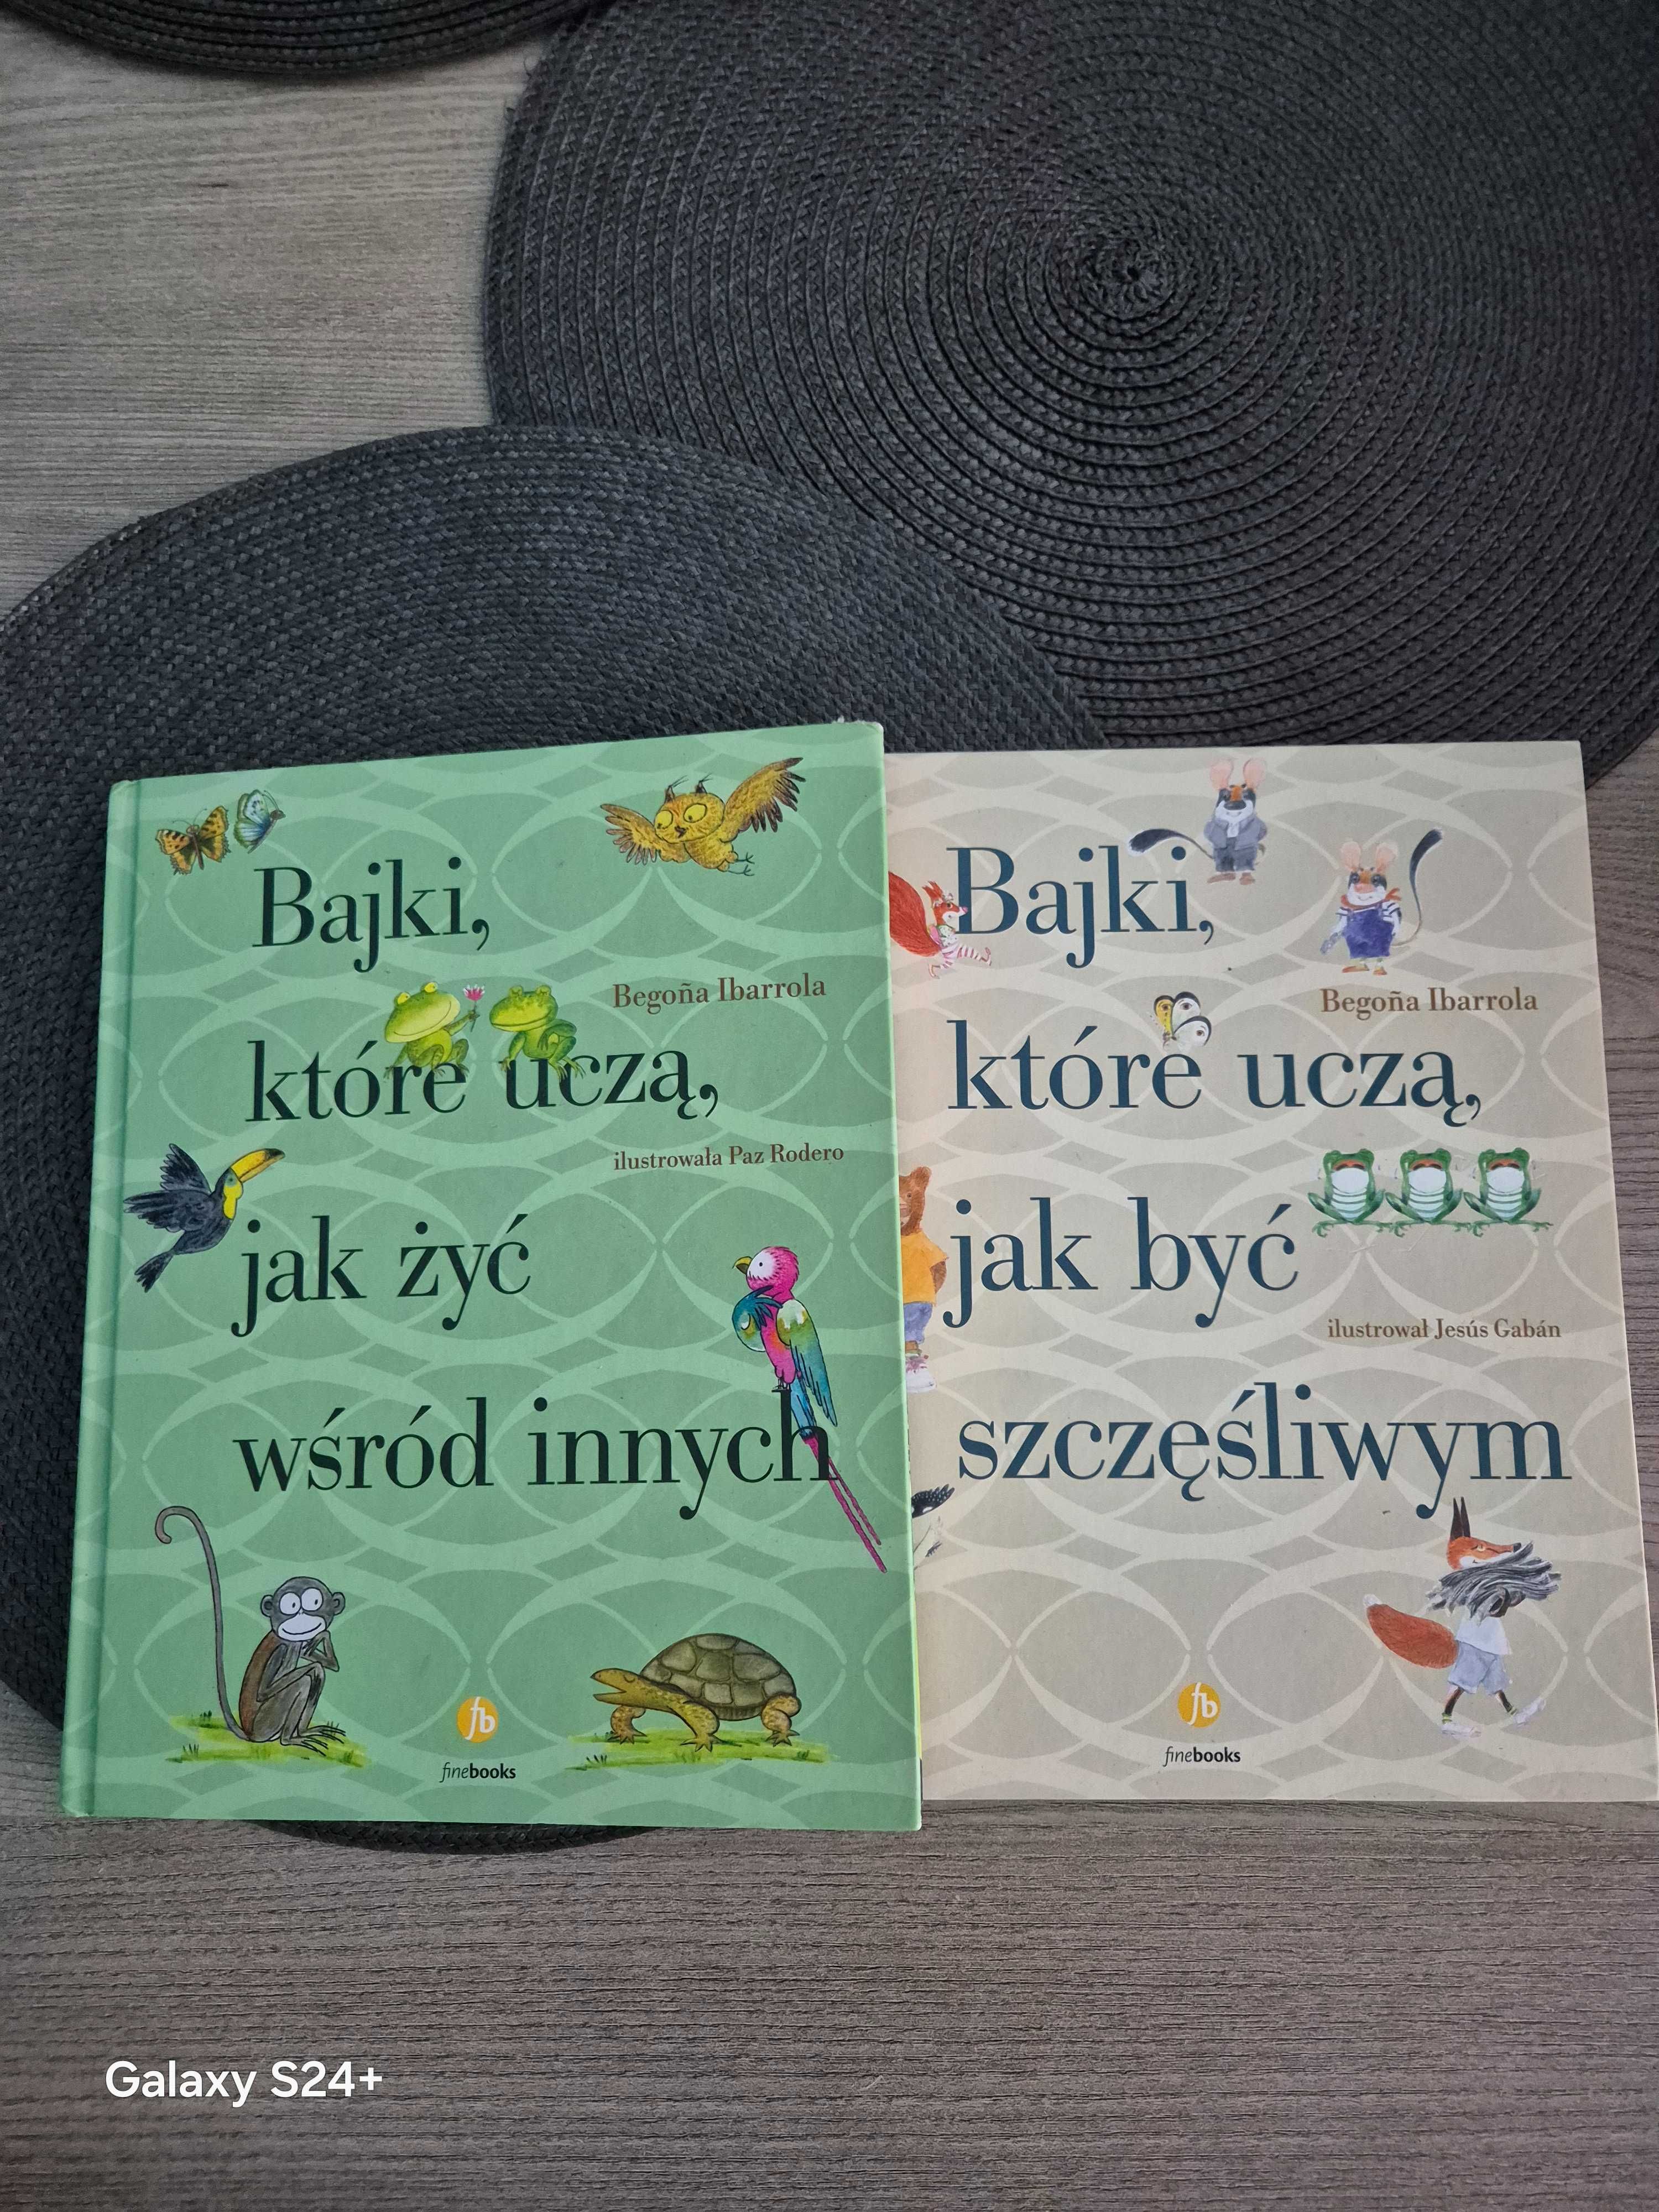 Bajki,
Begoña Ibarrola
które uczą,
ilustrowała Paz Rodero
jak żyć
wśród innych
fb
finebooks
Bajki,
Begoña Ibarrola
które uczą,
jak być
ilustrował Jesús Gabán
szczęśliwym
fb
finebooks
Galaxy S24+